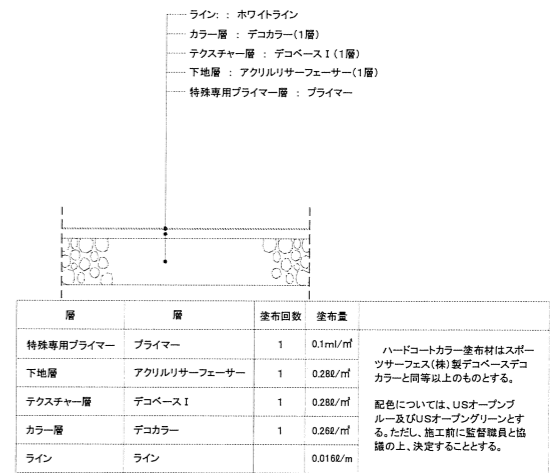 ライン: : ホワイトライン
カラー層 : デコカラー(1層)
テクスチャー層 : デコベースⅠ(1層)
下地層 : アクリルリサーフェーサー(1層)
特殊専用プライマー層 : プライマー
層 層 塗布回数 塗布量
特殊専用プライマー プライマー 1 0.1ml/㎡
下地層 アクリルリサーフェーサー 1 0.28ℓ/㎡
テクスチャー層 デコベースⅠ 1 0.28ℓ/㎡
カラー層 デコカラー 1 0.26ℓ/㎡
ライン ライン 0.016ℓ/m
ハードコートカラー塗布材はスポー
ツサーフェス(株)製デコベースデコ
カラーと同等以上のものとする。
配色については、USオープンブ
ルー及びUSオープングリーンとす
る。ただし、施工前に監督職員と協
議の上、決定することとする。